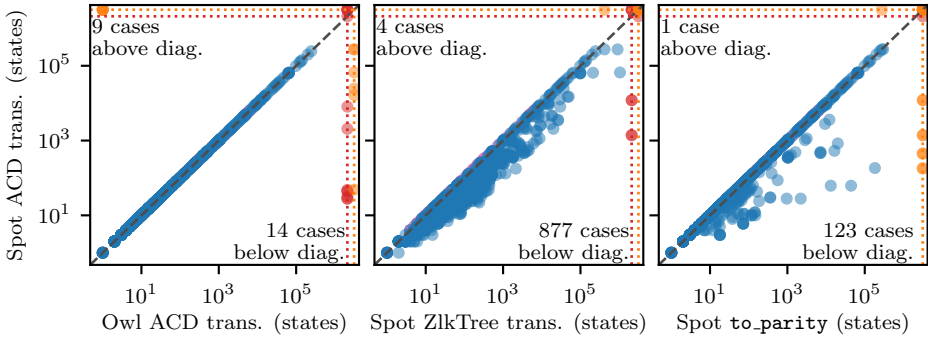 Spot ACD trans. (states)
10^5
10^3
10^1
9 cases
above diag.
14 cases
below diag.
10^1 10^3 10^5
Owl ACD trans. (states)
4 cases
above diag.
877 cases
below diag.
10^1 10^3 10^5
Spot ZlkTree trans. (states)
1 case
above diag.
123 cases
below diag.
10^1 10^3 10^5
Spot to_parity (states)